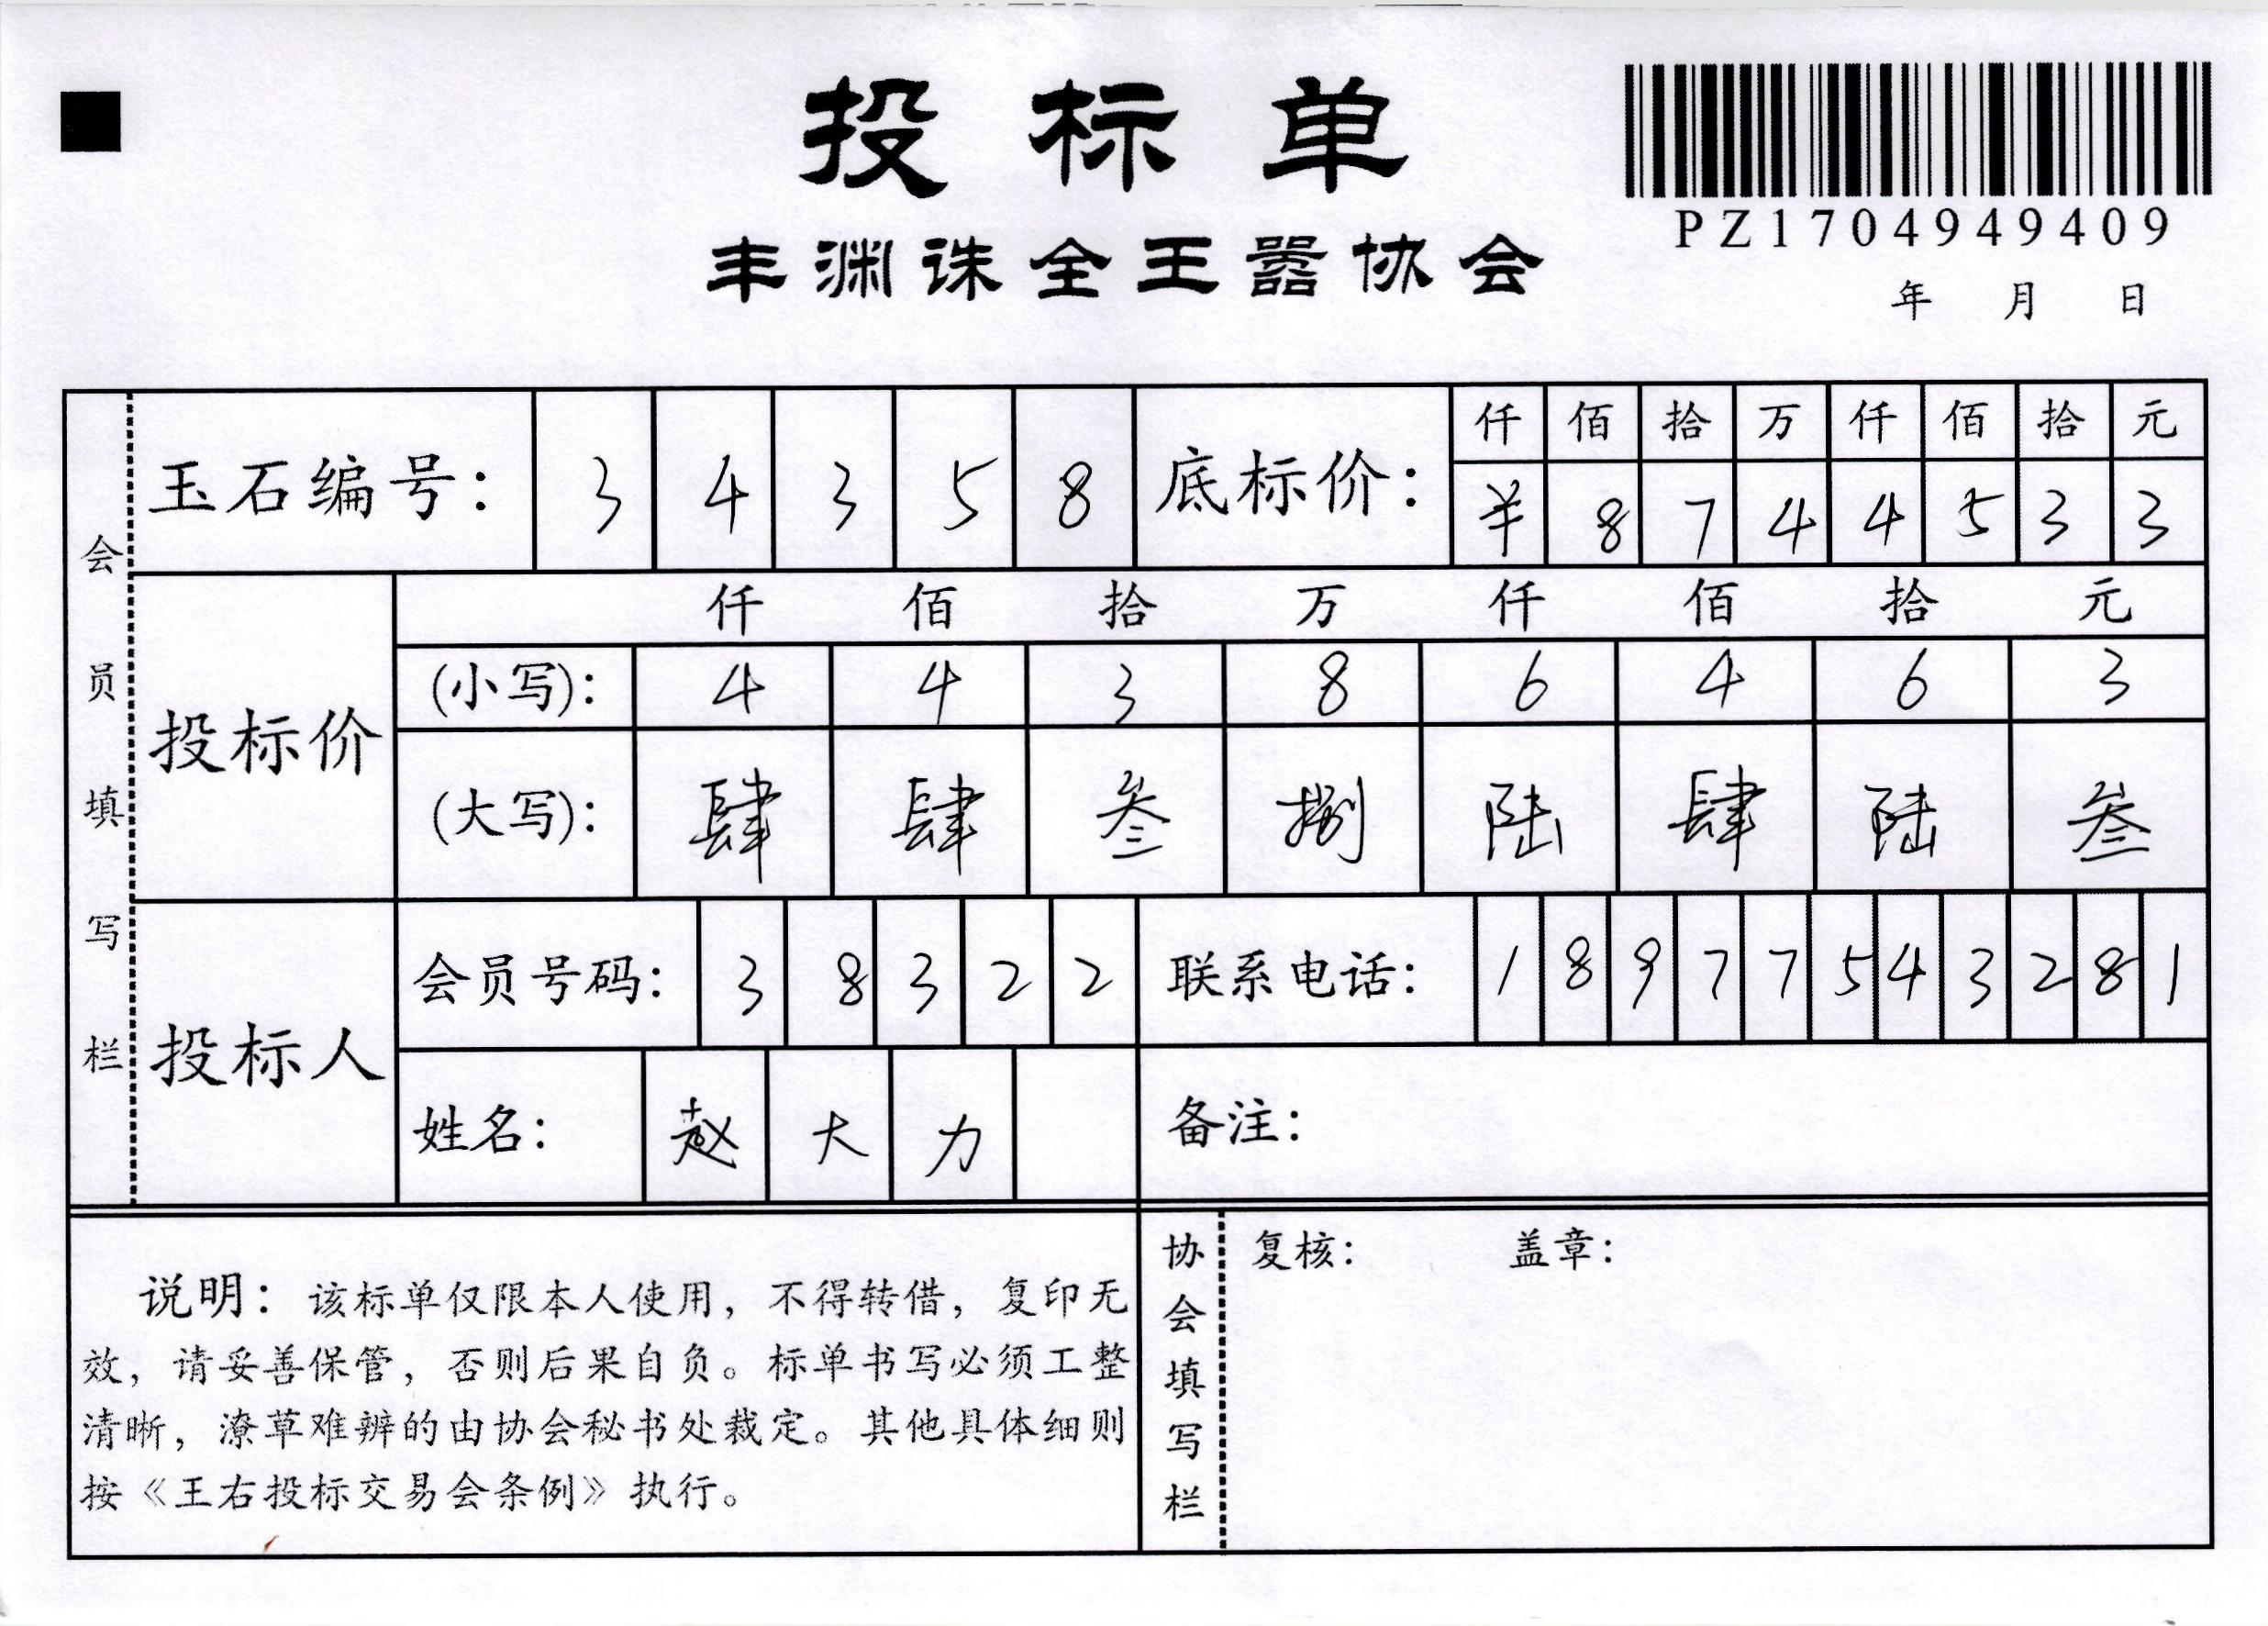 投标单
PZ1704949409
丰渊诛全王嚣协会
年 月 日
会员填写栏
玉石编号: 3 4 3 5 8
底标价: 仟 佰 拾 万 仟 佰 拾 元
¥ 8 7 4 4 5 3 3
投标价
仟 佰 拾 万 仟 佰 拾 元
(小写): 4 4 3 8 6 4 6 3
(大写): 肆 肆 叁 捌 陆 肆 陆 叁
投标人
会员号码: 3 8 3 2 2
联系电话: 1 8 9 7 7 5 4 3 2 8 1
姓名: 赵 大 力
备注:
说明: 该标单仅限本人使用，不得转借，复印无
效，请妥善保管，否则后果自负。标单书写必须工整
清晰，潦草难辨的由协会秘书处裁定。其他具体细则
按《王右投标交易会条例》执行。
协会填写栏
复核: 盖章: